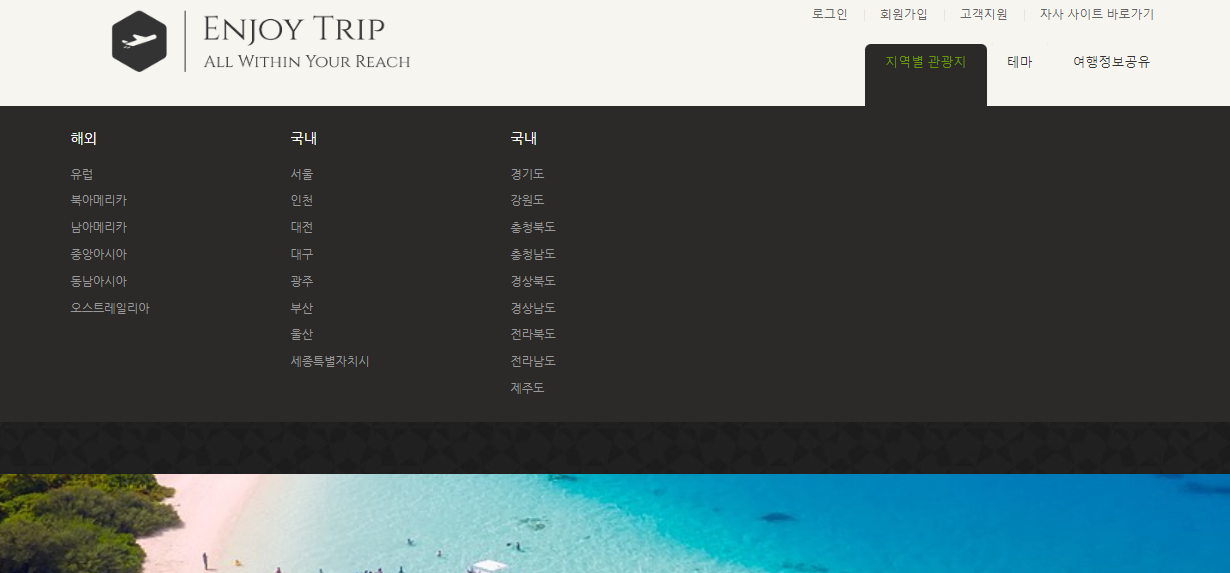 ENJOY TRIP
ALL WITHIN YOUR REACH
로그인
회원가입
고객지원
자사 사이트 바로가기
지역별 관광지
테마
여행정보공유
해외
유럽
북아메리카
남아메리카
중앙아시아
동남아시아
오스트레일리아
국내
서울
인천
대전
대구
광주
부산
울산
세종특별자치시
국내
경기도
강원도
충청북도
충청남도
경상북도
경상남도
전라북도
전라남도
제주도